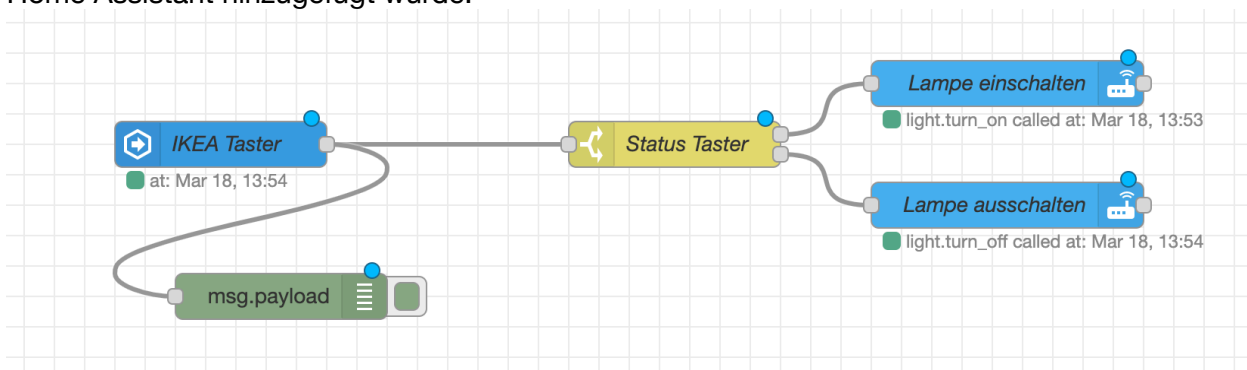 Home Assistant hinzugefügt wurde.
Lampe einschalten
light.turn_on called at: Mar 18, 13:53
IKEA Taster
at: Mar 18, 13:54
Status Taster
Lampe ausschalten
light.turn_off called at: Mar 18, 13:54
msg.payload